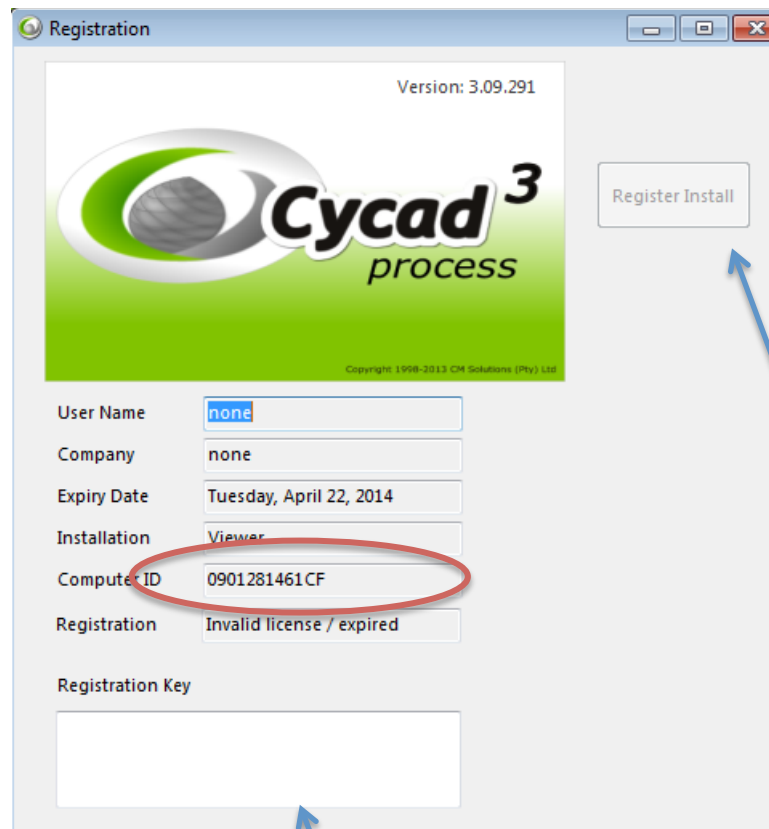 Registration
Version: 3.09.291
Cycad 3
process
Copyright 1998-2013 CM Solutions (Pty) Ltd
Register Install
User Name none
Company none
Expiry Date Tuesday, April 22, 2014
Installation Viewer
Computer ID 0901281461CF
Registration Invalid license / expired
Registration Key